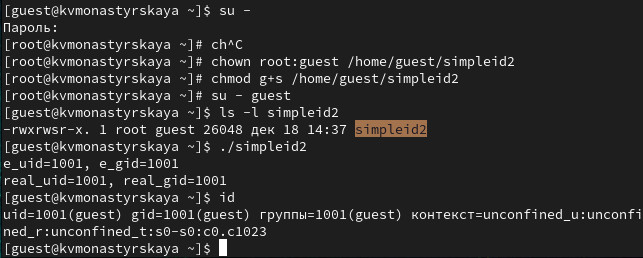 [guest@kvmonastyrskaya ~]$ su -
Пароль:
[root@kvmonastyrskaya ~]# ch^C
[root@kvmonastyrskaya ~]# chown root:guest /home/guest/simpleid2
[root@kvmonastyrskaya ~]# chmod g+s /home/guest/simpleid2
[root@kvmonastyrskaya ~]# su - guest
[guest@kvmonastyrskaya ~]$ ls -l simpleid2
-rwxrwsr-x. 1 root guest 26048 дек 18 14:37 simpleid2
[guest@kvmonastyrskaya ~]$ ./simpleid2
e_uid=1001, e_gid=1001
real_uid=1001, real_gid=1001
[guest@kvmonastyrskaya ~]$ id
uid=1001(guest) gid=1001(guest) группы=1001(guest) контекст=unconfined_u:unconfi
ned_r:unconfined_t:s0-s0:c0.c1023
[guest@kvmonastyrskaya ~]$